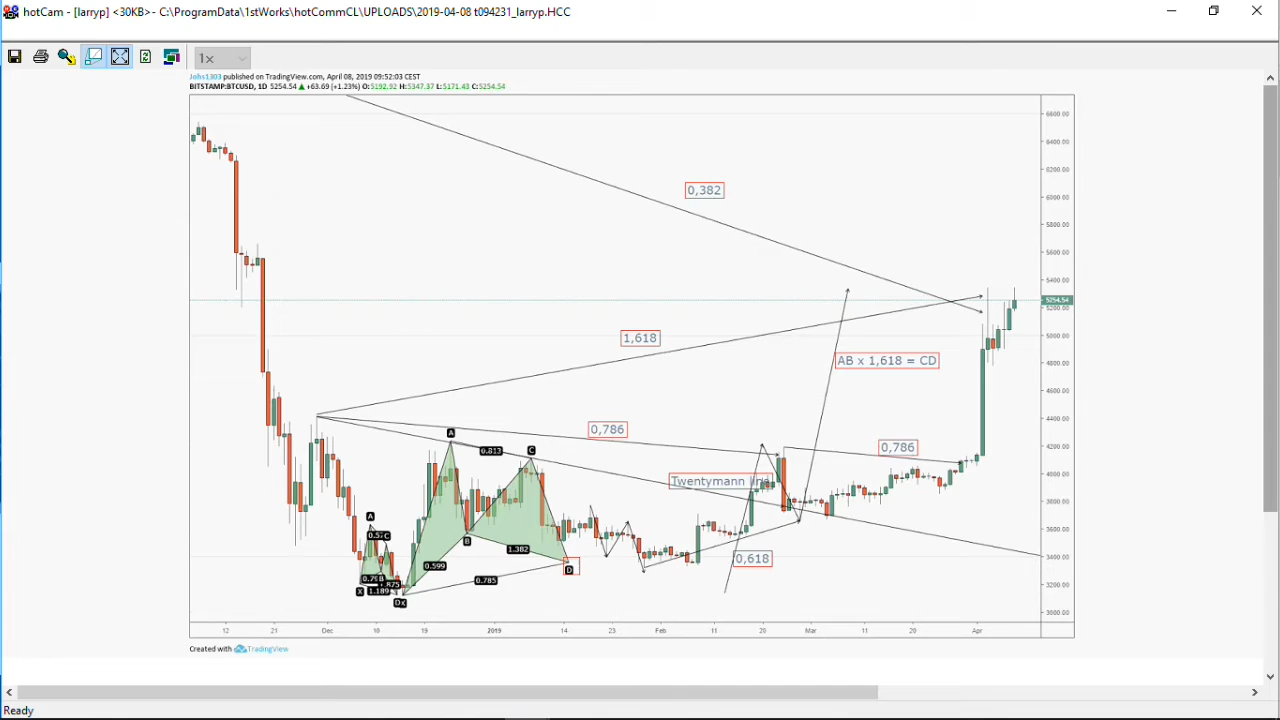 hotCam - [larryp] <30KB>- C:\ProgramData\1stWorks\hotCommCL\UPLOADS\2019-04-08 t094231_larryp.HCC
1x
Johs1303 published on TradingView.com, April 08, 2019 09:52:03 CEST
BITSTAMP:BTCUSD, 1D 5254.54 ▲ +63.69 (+1.23%) O:5192.92 H:5347.37 L:5171.43 C:5254.54
6600.00
6400.00
6200.00
0,382
6000.00
5800.00
5600.00
5400.00
5254.54
5200.00
1,618
5000.00
AB x 1,618 = CD
4800.00
4600.00
4400.00
0,786
A
0,786
4200.00
0.813
C
4000.00
Twentymann line
3800.00
A
3600.00
C
B
1.382
3400.00
0,618
0.599
D
0.785
B
3200.00
1.875
X
1.189
3000.00
12
21
Dec
10
19
2019
14
23
Feb
11
20
Mar
11
20
Apr
Created with TradingView
Ready